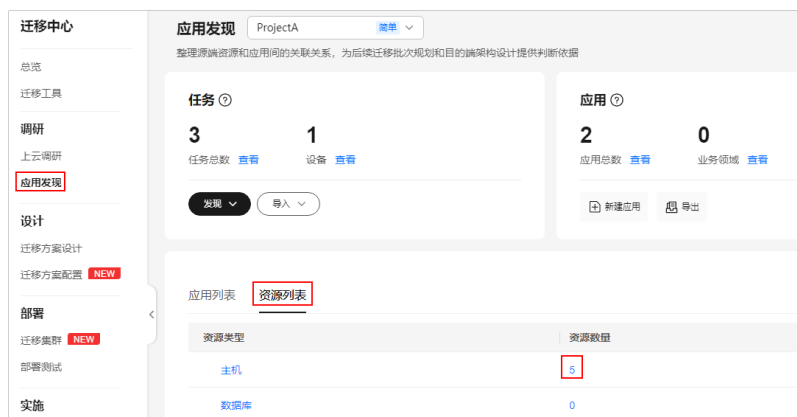 迁移中心
总览
迁移工具
调研
上云调研
应用发现
设计
迁移方案设计
迁移方案配置 NEW
部署
迁移集群 NEW
部署测试
实施
应用发现 ProjectA 简单
整理源端资源和应用间的关联关系，为后续迁移批次规划和目的端架构设计提供判断依据
任务
3 1
任务总数 查看 设备 查看
发现 导入
应用
2 0
应用总数 查看 业务领域 查看
新建应用 导出
应用列表 资源列表
资源类型 资源数量
主机 5
数据库 0